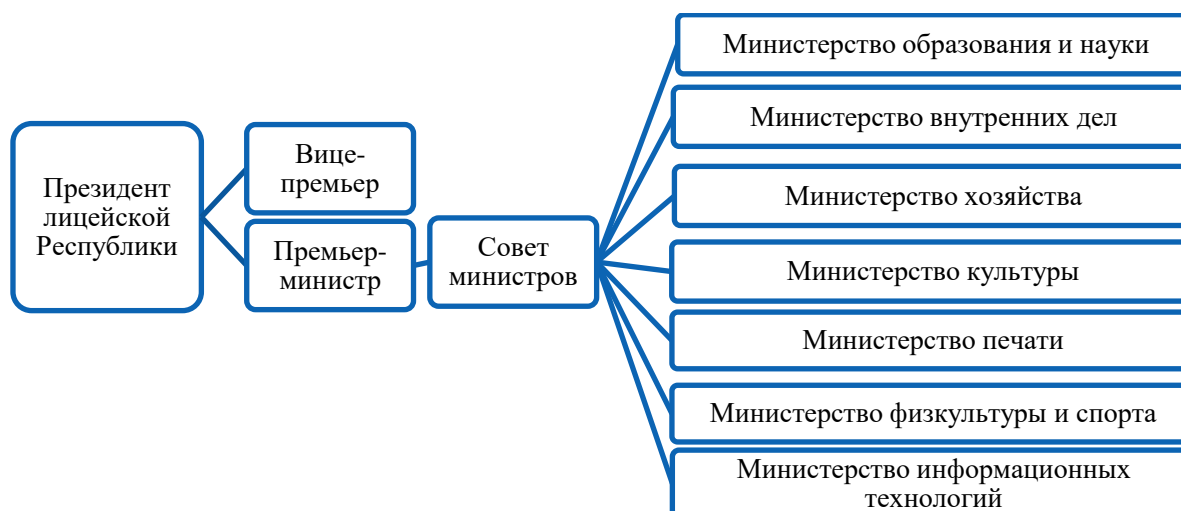 Президент
лицейской
Республики
Вице-
премьер
Премьер-
министр
Совет
министров
Министерство образования и науки
Министерство внутренних дел
Министерство хозяйства
Министерство культуры
Министерство печати
Министерство физкультуры и спорта
Министерство информационных
технологий